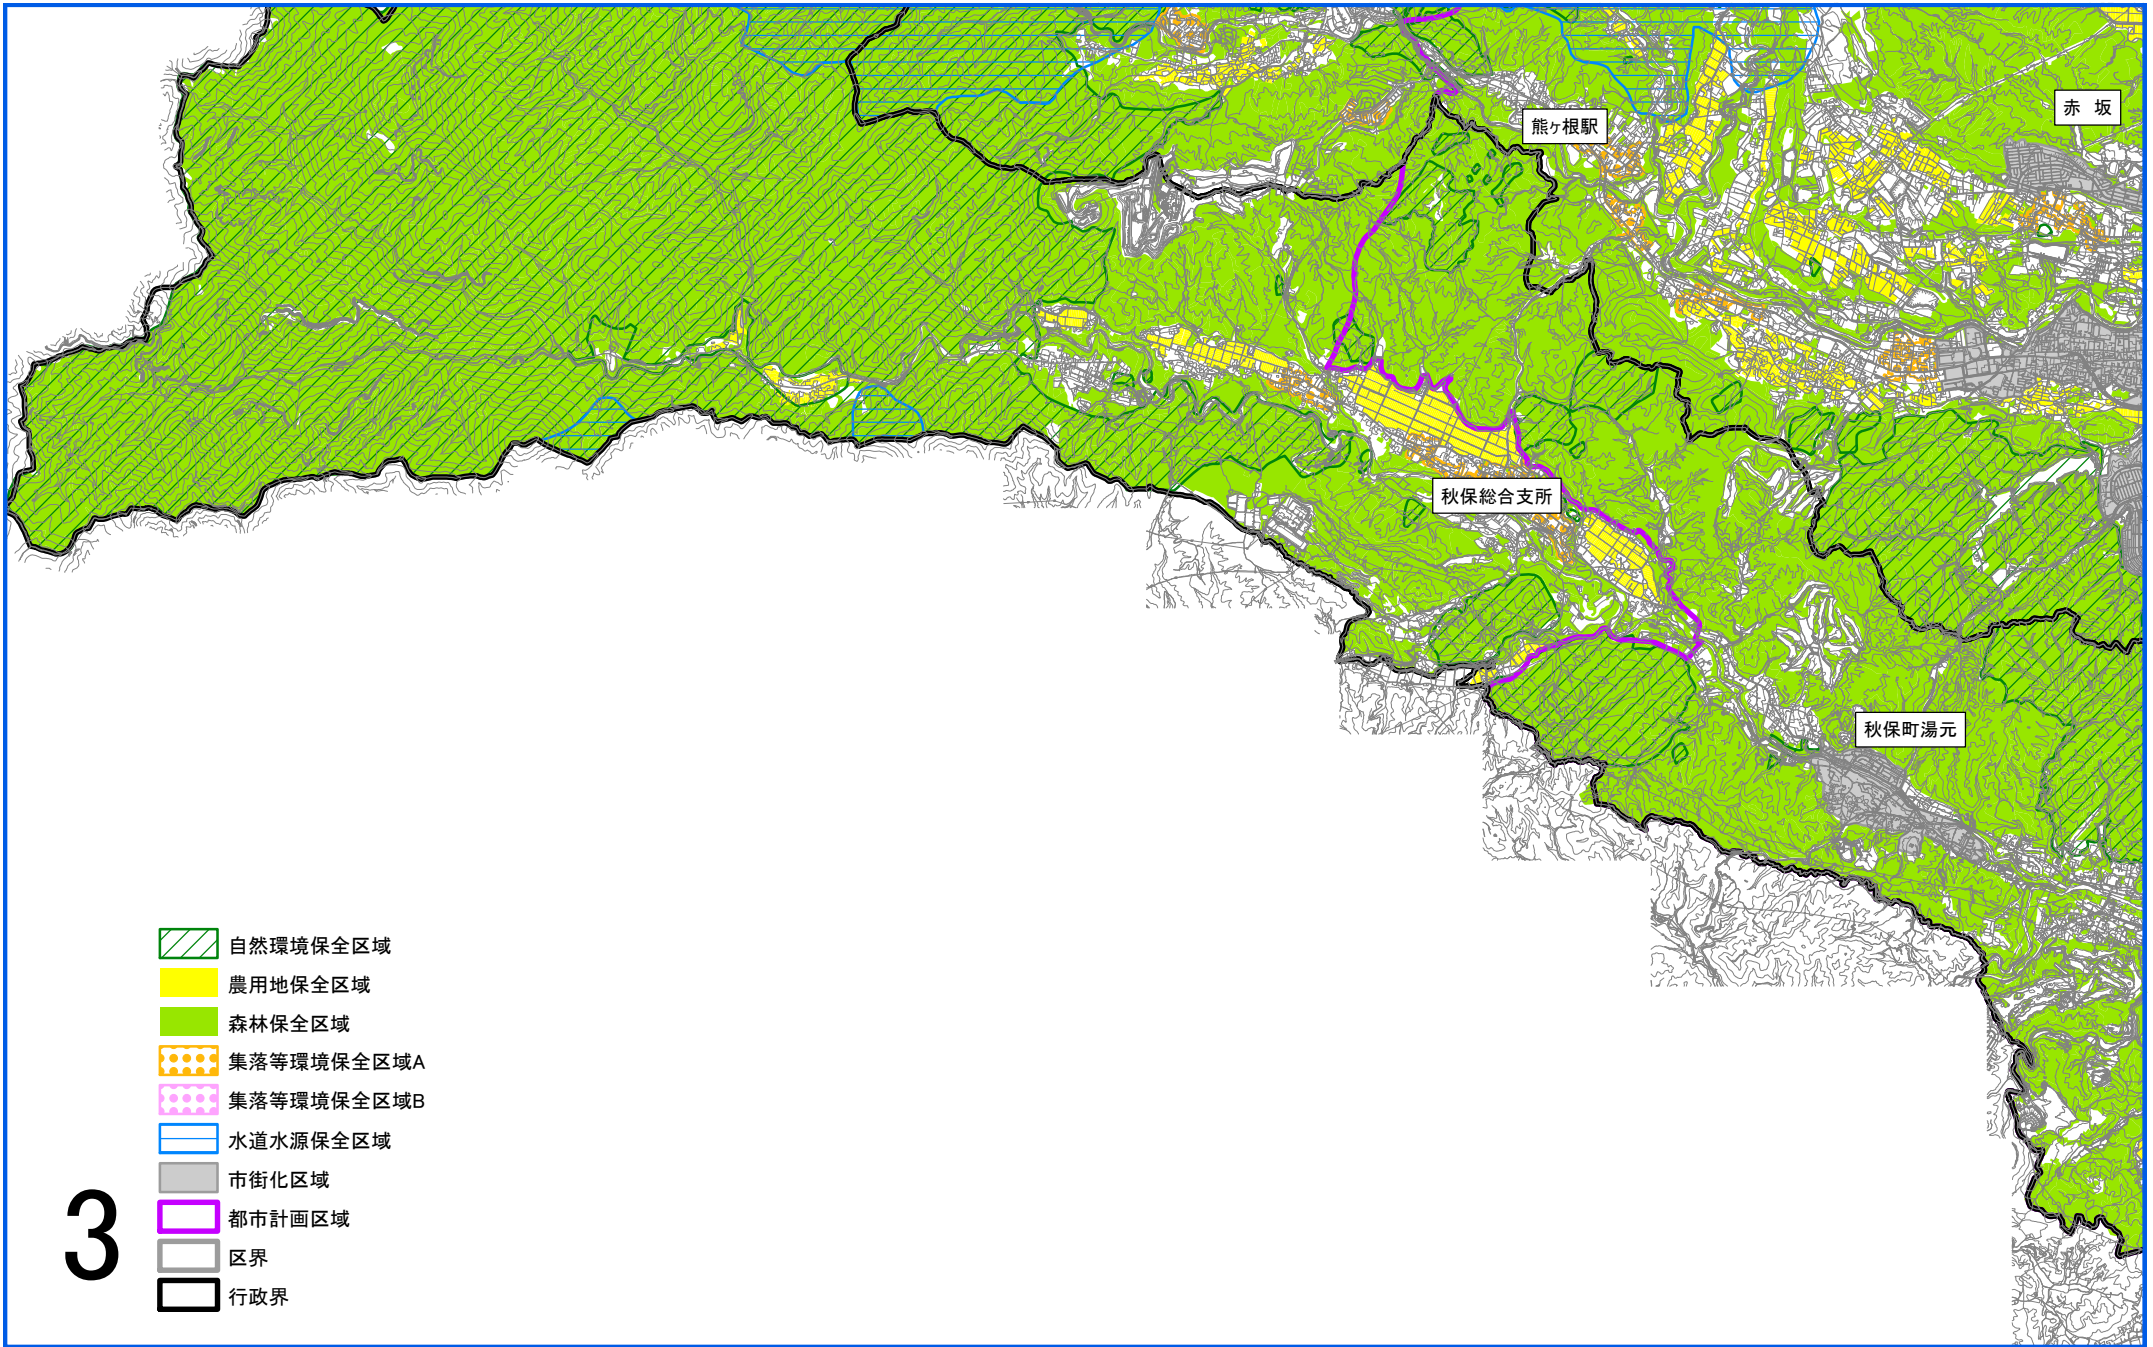 赤 坂
熊ヶ根駅
秋保総合支所
秋保町湯元
自然環境保全区域
農用地保全区域
森林保全区域
集落等環境保全区域A
集落等環境保全区域B
水道水源保全区域
市街化区域
都市計画区域
区界
行政界
3